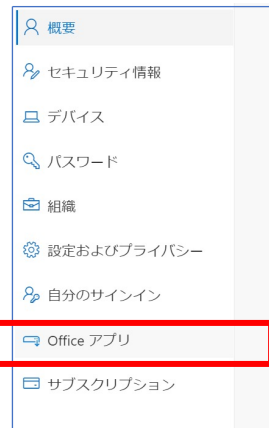 概要
セキュリティ情報
デバイス
パスワード
組織
設定およびプライバシー
自分のサインイン
Office アプリ
サブスクリプション